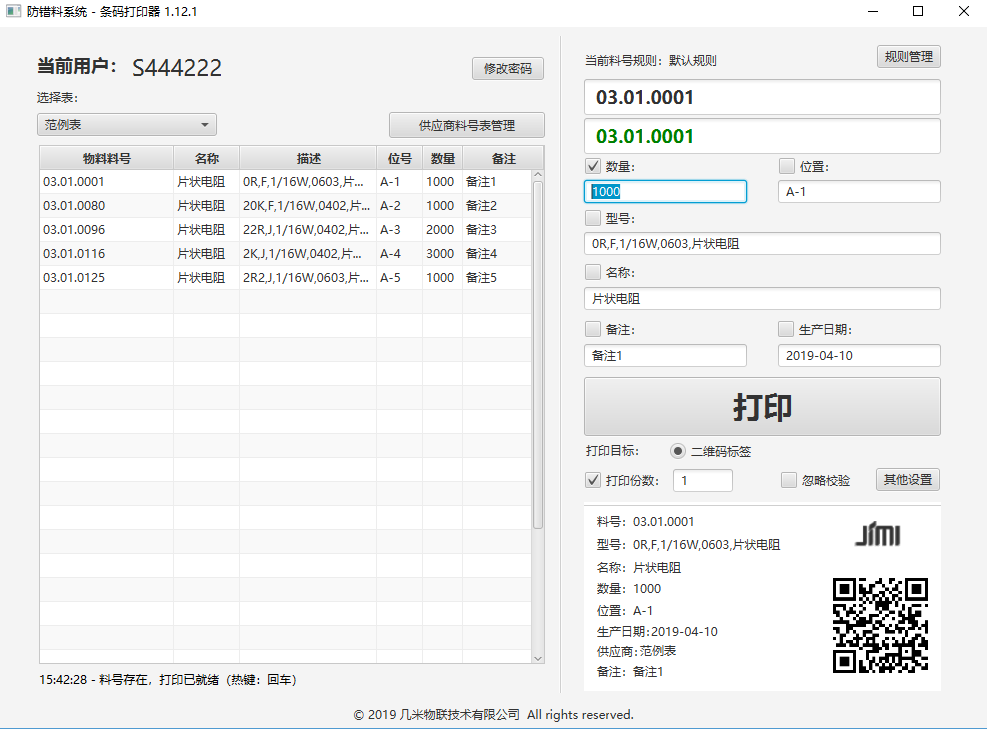 防错料系统 - 条码打印器 1.12.1
当前用户： S444222
修改密码
选择表：
范例表
供应商料号表管理
物料料号 名称 描述 位号 数量 备注
03.01.0001 片状电阻 0R,F,1/16W,0603,片... A-1 1000 备注1
03.01.0080 片状电阻 20K,F,1/16W,0402,片... A-2 1000 备注2
03.01.0096 片状电阻 22R,J,1/16W,0402,片... A-3 2000 备注3
03.01.0116 片状电阻 2K,J,1/16W,0402,片... A-4 3000 备注4
03.01.0125 片状电阻 2R2,J,1/16W,0603,片... A-5 1000 备注5
15:42:28 - 料号存在，打印已就绪（热键：回车）
当前料号规则：默认规则
规则管理
03.01.0001
03.01.0001
数量： 位置：
1000 A-1
型号：
0R,F,1/16W,0603,片状电阻
名称：
片状电阻
备注： 生产日期：
备注1 2019-04-10
打印
打印目标： 二维码标签
打印份数： 1 忽略校验 其他设置
料号：03.01.0001
JIMI
型号：0R,F,1/16W,0603,片状电阻
名称：片状电阻
数量：1000
位置：A-1
生产日期:2019-04-10
供应商:范例表
备注：备注1
© 2019 几米物联技术有限公司 All rights reserved.